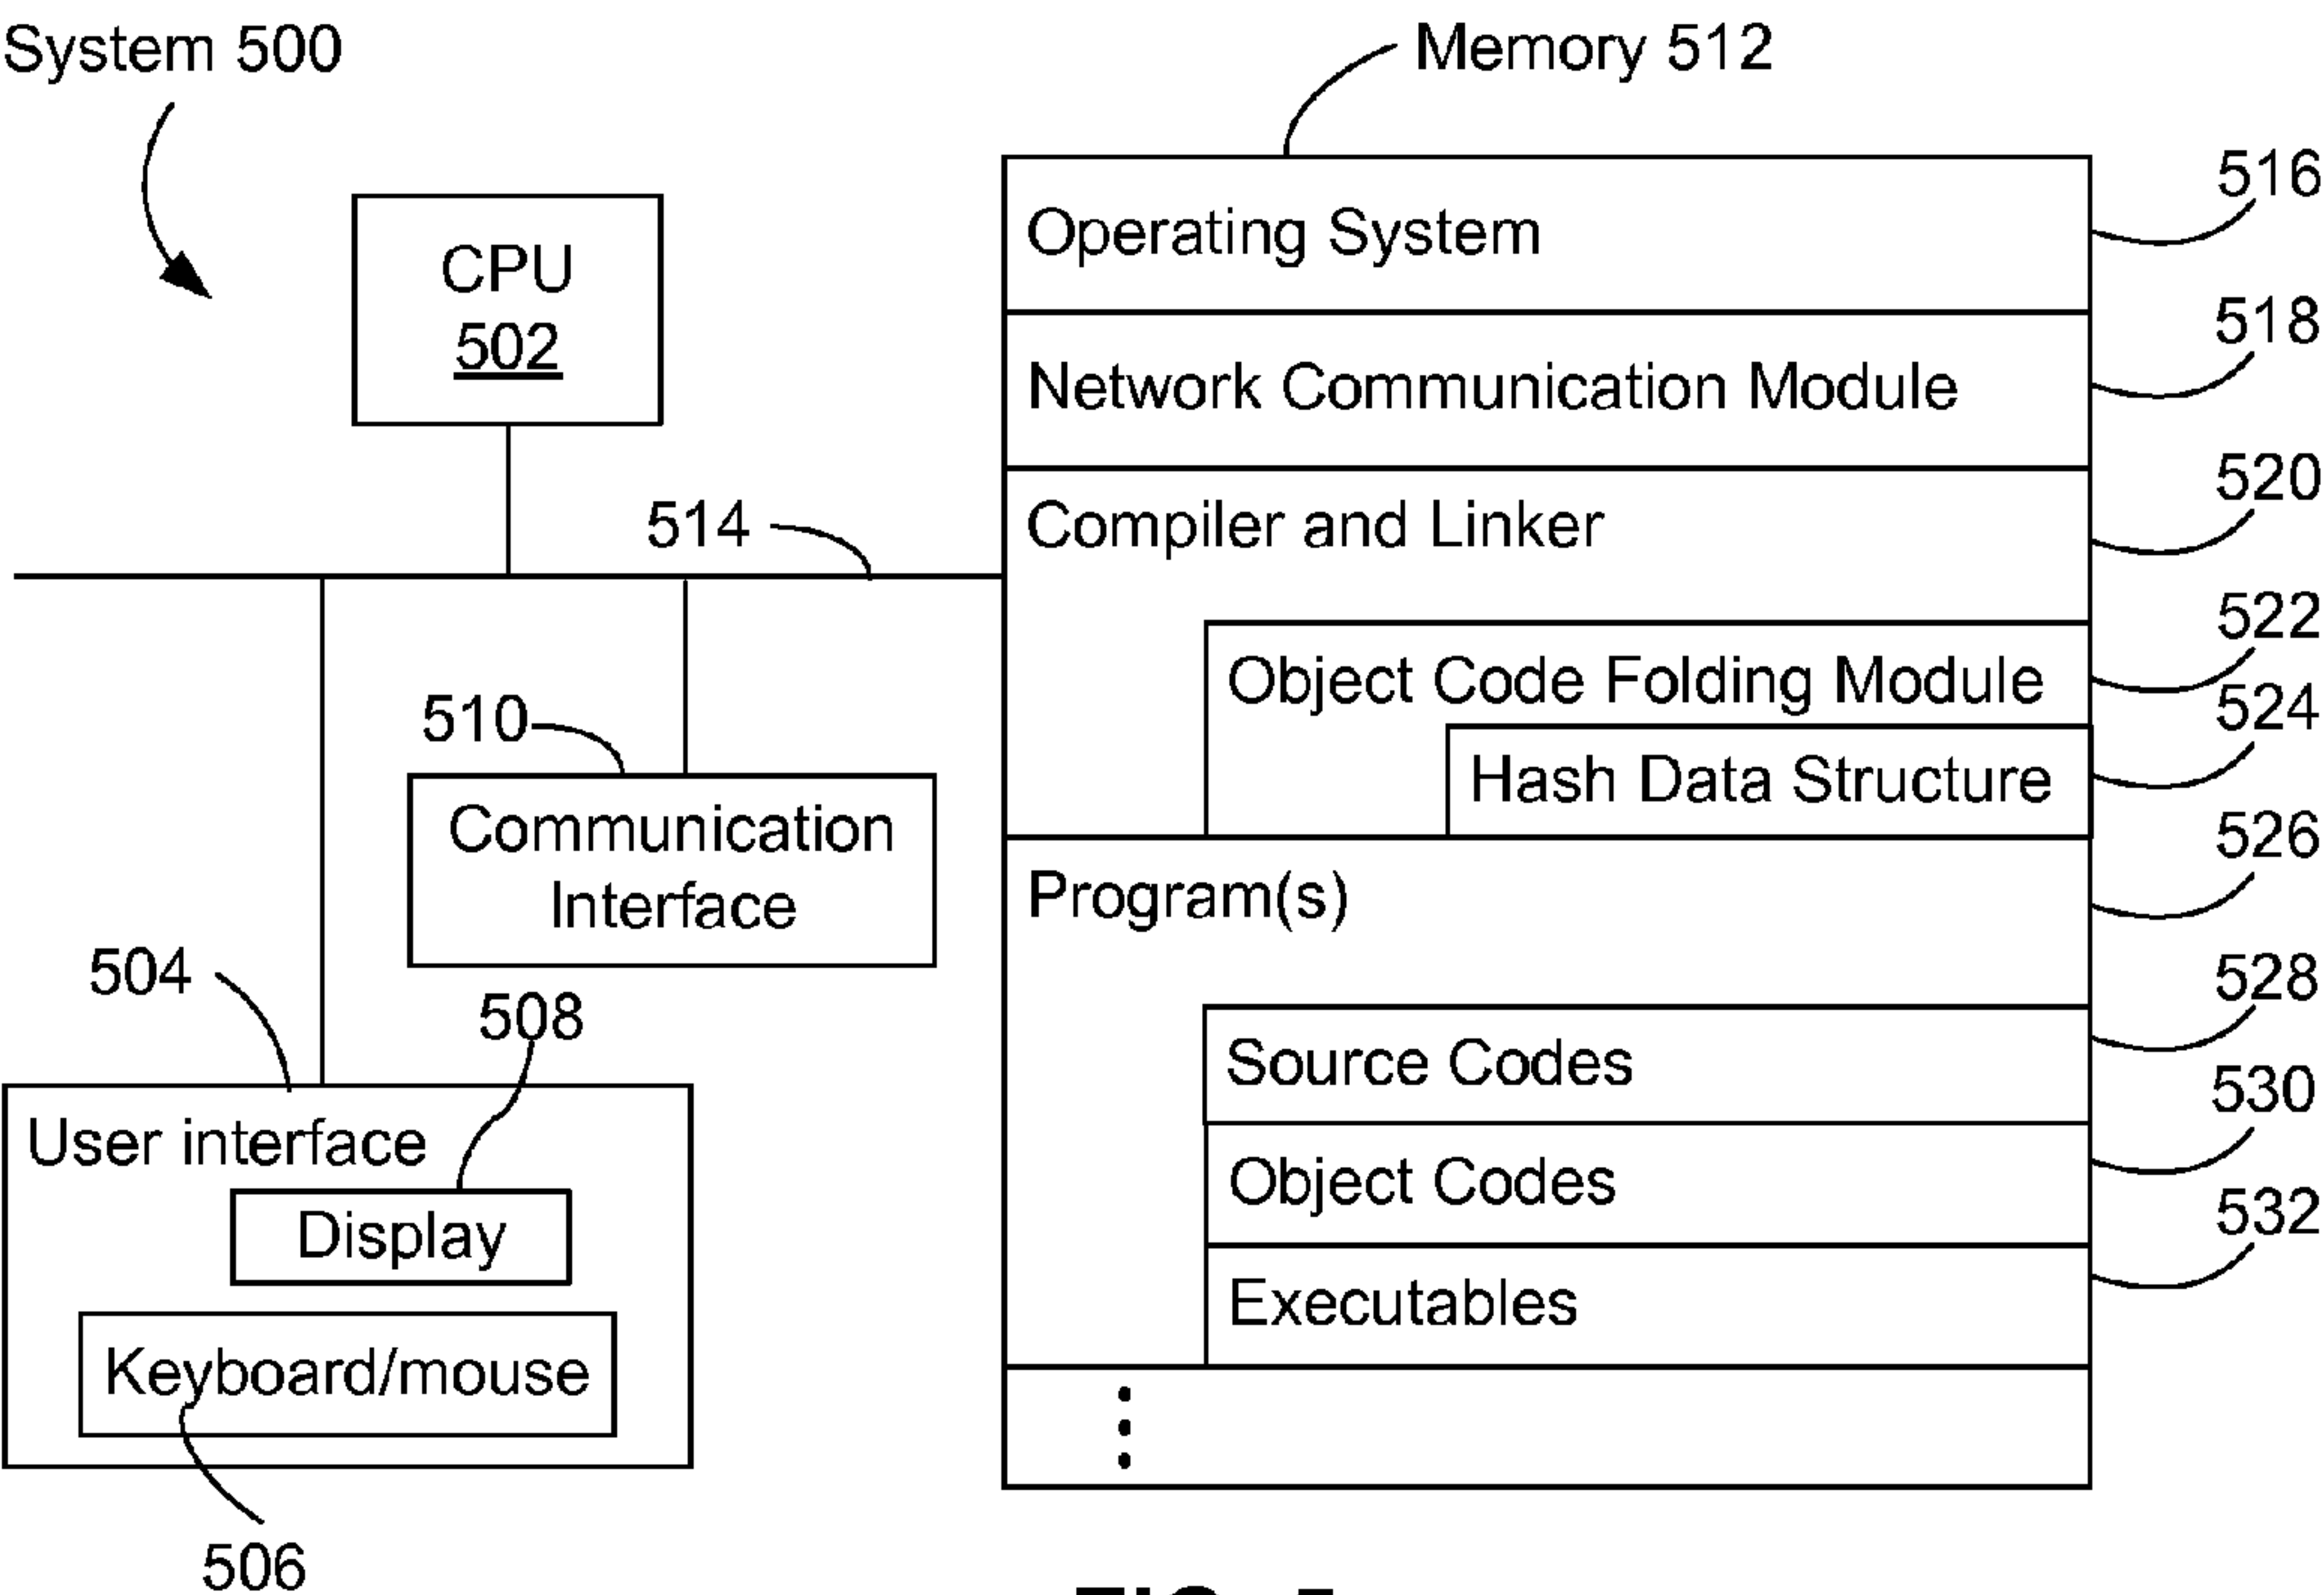 System 500
Memory 512
CPU
502
514
510
Communication
Interface
504
508
User interface
Display
Keyboard/mouse
506
Operating System
516
Network Communication Module
518
Compiler and Linker
520
Object Code Folding Module
522
Hash Data Structure
524
Program(s)
526
Source Codes
528
Object Codes
530
Executables
532